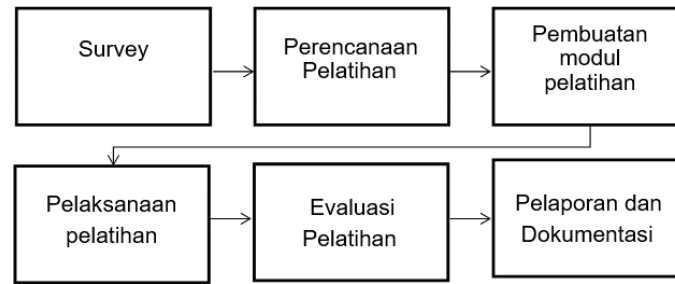 Survey
Perencanaan
Pelatihan
Pembuatan
modul
pelatihan
Pelaksanaan
pelatihan
Evaluasi
Pelatihan
Pelaporan dan
Dokumentasi